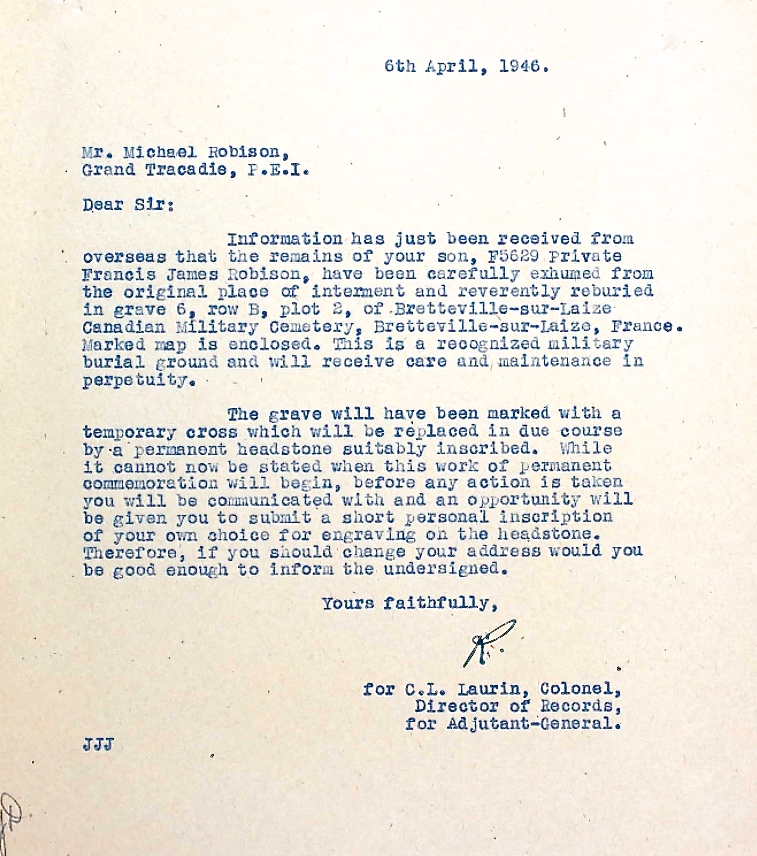 6th April, 1946.
Mr. Michael Robison,
Grand Tracadie, P.E.I.
Dear Sir:
Information has just been received from
overseas that the remains of your son, F5629 Private
Francis James Robison, have been carefully exhumed from
the original place of interment and reverently reburied
in grave 6, row B, plot 2, of Bretteville-sur-Laize
Canadian Military Cemetery, Bretteville-sur-Laize, France.
Marked map is enclosed. This is a recognized military
burial ground and will receive care and maintenance in
perpetuity.
The grave will have been marked with a
temporary cross which will be replaced in due course
by a permanent headstone suitably inscribed. While
it cannot now be stated when this work of permanent
commemoration will begin, before any action is taken
you will be communicated with and an opportunity will
be given you to submit a short personal inscription
of your own choice for engraving on the headstone.
Therefore, if you should change your address would you
be good enough to inform the undersigned.
Yours faithfully,
for C.L. Laurin, Colonel,
Director of Records,
for Adjutant-General.
JJJ